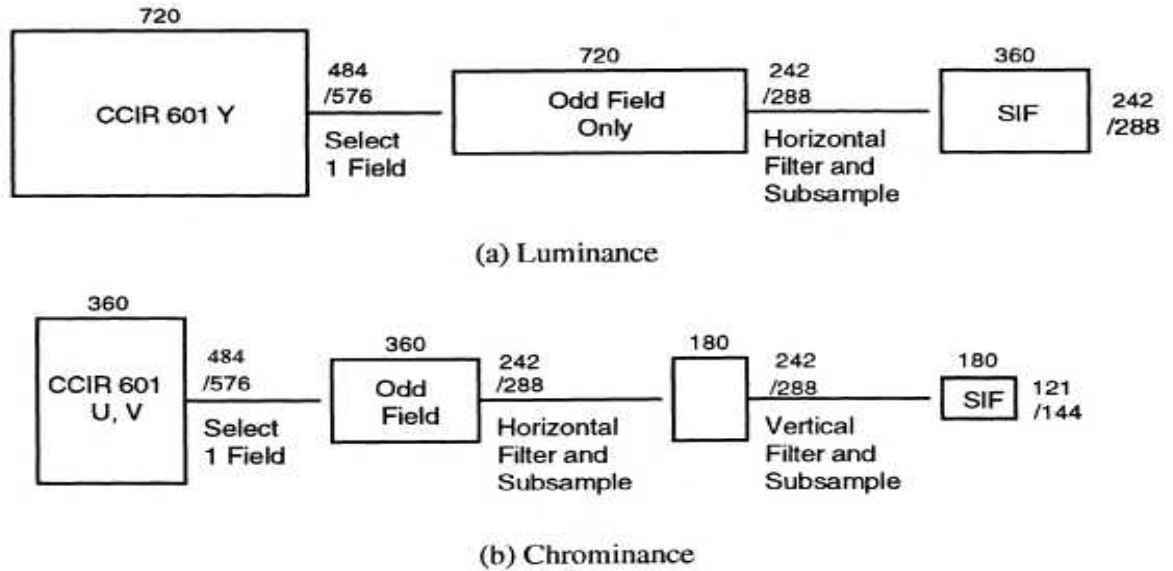 720
CCIR 601 Y
484
/576
Select
1 Field
720
Odd Field
Only
242
/288
Horizontal
Filter and
Subsample
360
SIF
242
/288
(a) Luminance
360
CCIR 601
U, V
484
/576
Select
1 Field
360
Odd
Field
242
/288
Horizontal
Filter and
Subsample
180
242
/288
Vertical
Filter and
Subsample
180
SIF
121
/144
(b) Chrominance